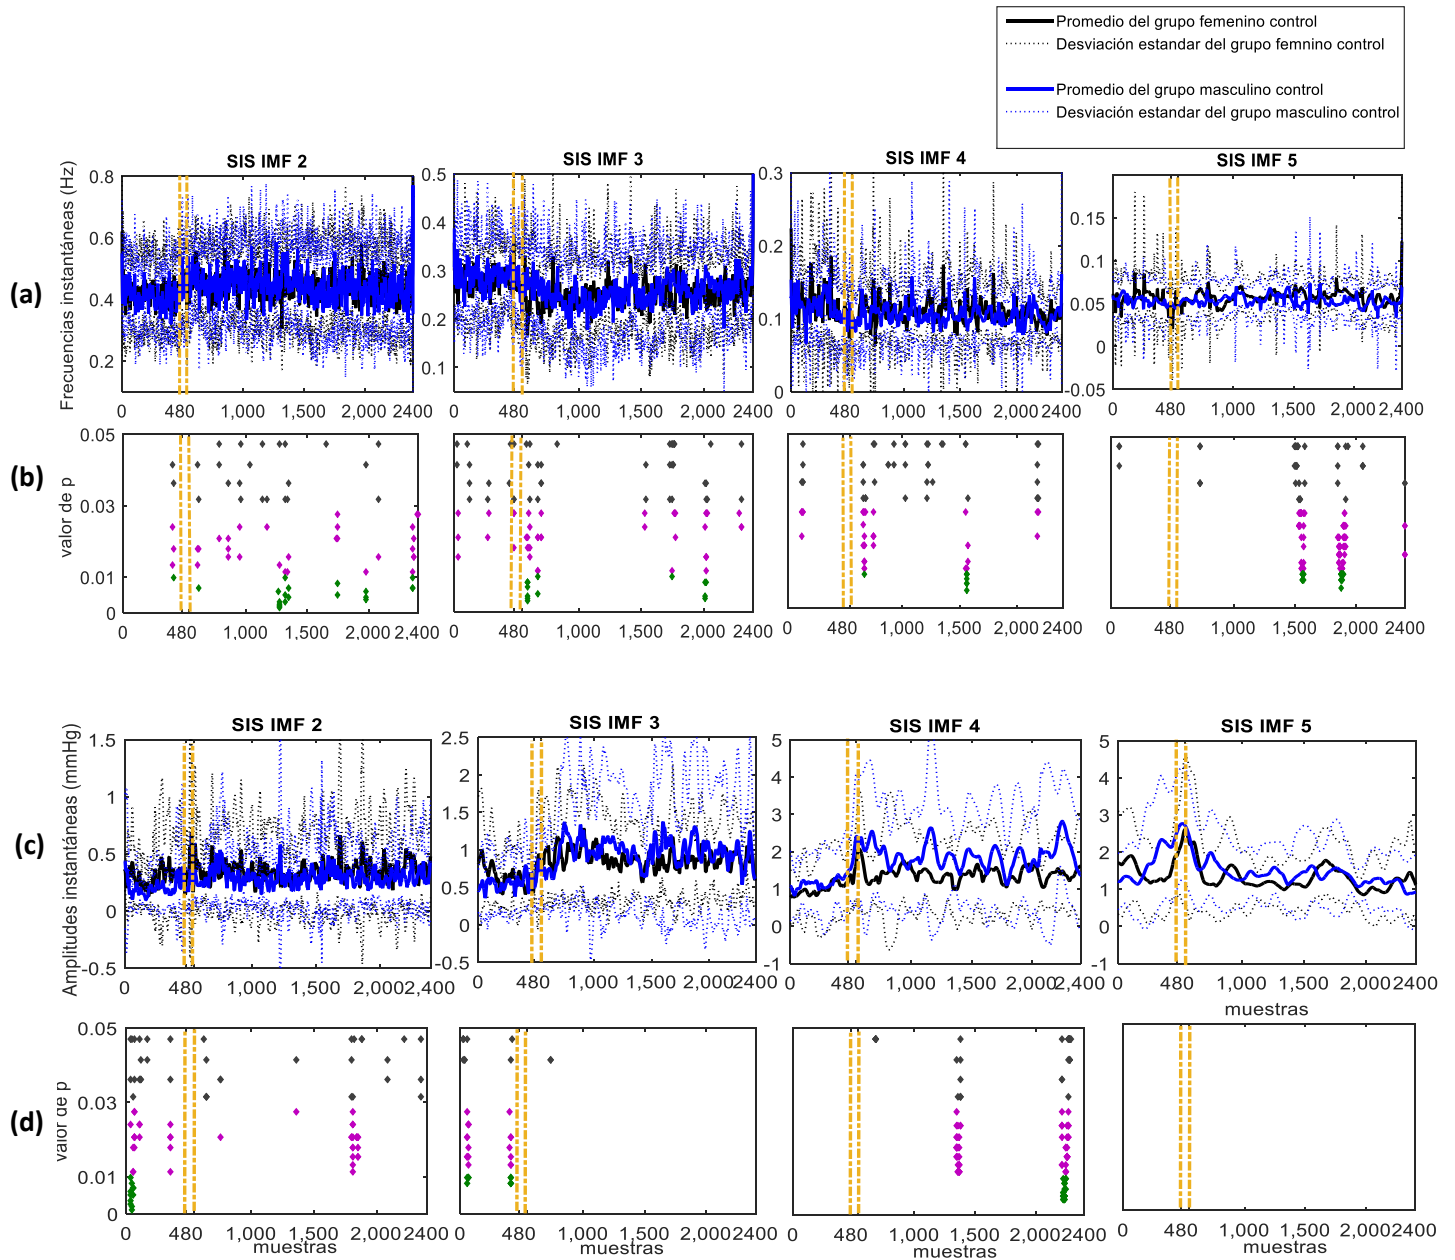 Promedio del grupo femenino control
Desviación estandar del grupo femnino control
Promedio del grupo masculino control
Desviación estandar del grupo masculino control
(a)
Frecuencias instantáneas (Hz)
SIS IMF 2
0.8
0.6
0.4
0.2
0 480 1,000 1,500 2,000 2400
SIS IMF 3
0.5
0.4
0.3
0.2
0.1
0 480 1,000 1,500 2,000 2400
SIS IMF 4
0.3
0.2
0.1
0
0 480 1,000 1,500 2,000 2400
SIS IMF 5
0.15
0.1
0.05
0
-0.05
0 480 1,000 1,500 2,000 2,400
(b)
valor de p
0.05
0.03
0.01
0
0 480 1,000 1,500 2,000 2,400
0 480 1,000 1,500 2,000 2400
0 480 1,000 1,500 2,000 2400
0 480 1,000 1,500 2,000 2,400
(c)
Amplitudes instantáneas (mmHg)
SIS IMF 2
1.5
1
0.5
0
-0.5
0 480 1,000 1,500 2,000 2400
SIS IMF 3
2.5
2
1.5
1
0.5
0
-0.5
0 480 1,000 1,500 2,000 2400
SIS IMF 4
5
4
3
2
1
0
-1
0 480 1,000 1,500 2,000 2400
SIS IMF 5
5
4
3
2
1
0
-1
0 480 1,000 1,500 2,000 2400
muestras
(d)
valor de p
0.05
0.03
0.01
0
0 480 1,000 1,500 2,000 2,400
muestras
0 480 1,000 1,500 2,000 2,400
muestras
0 480 1,000 1,500 2,000 2400
muestras
0 480 1,000 1,500 2,000 2400
muestras